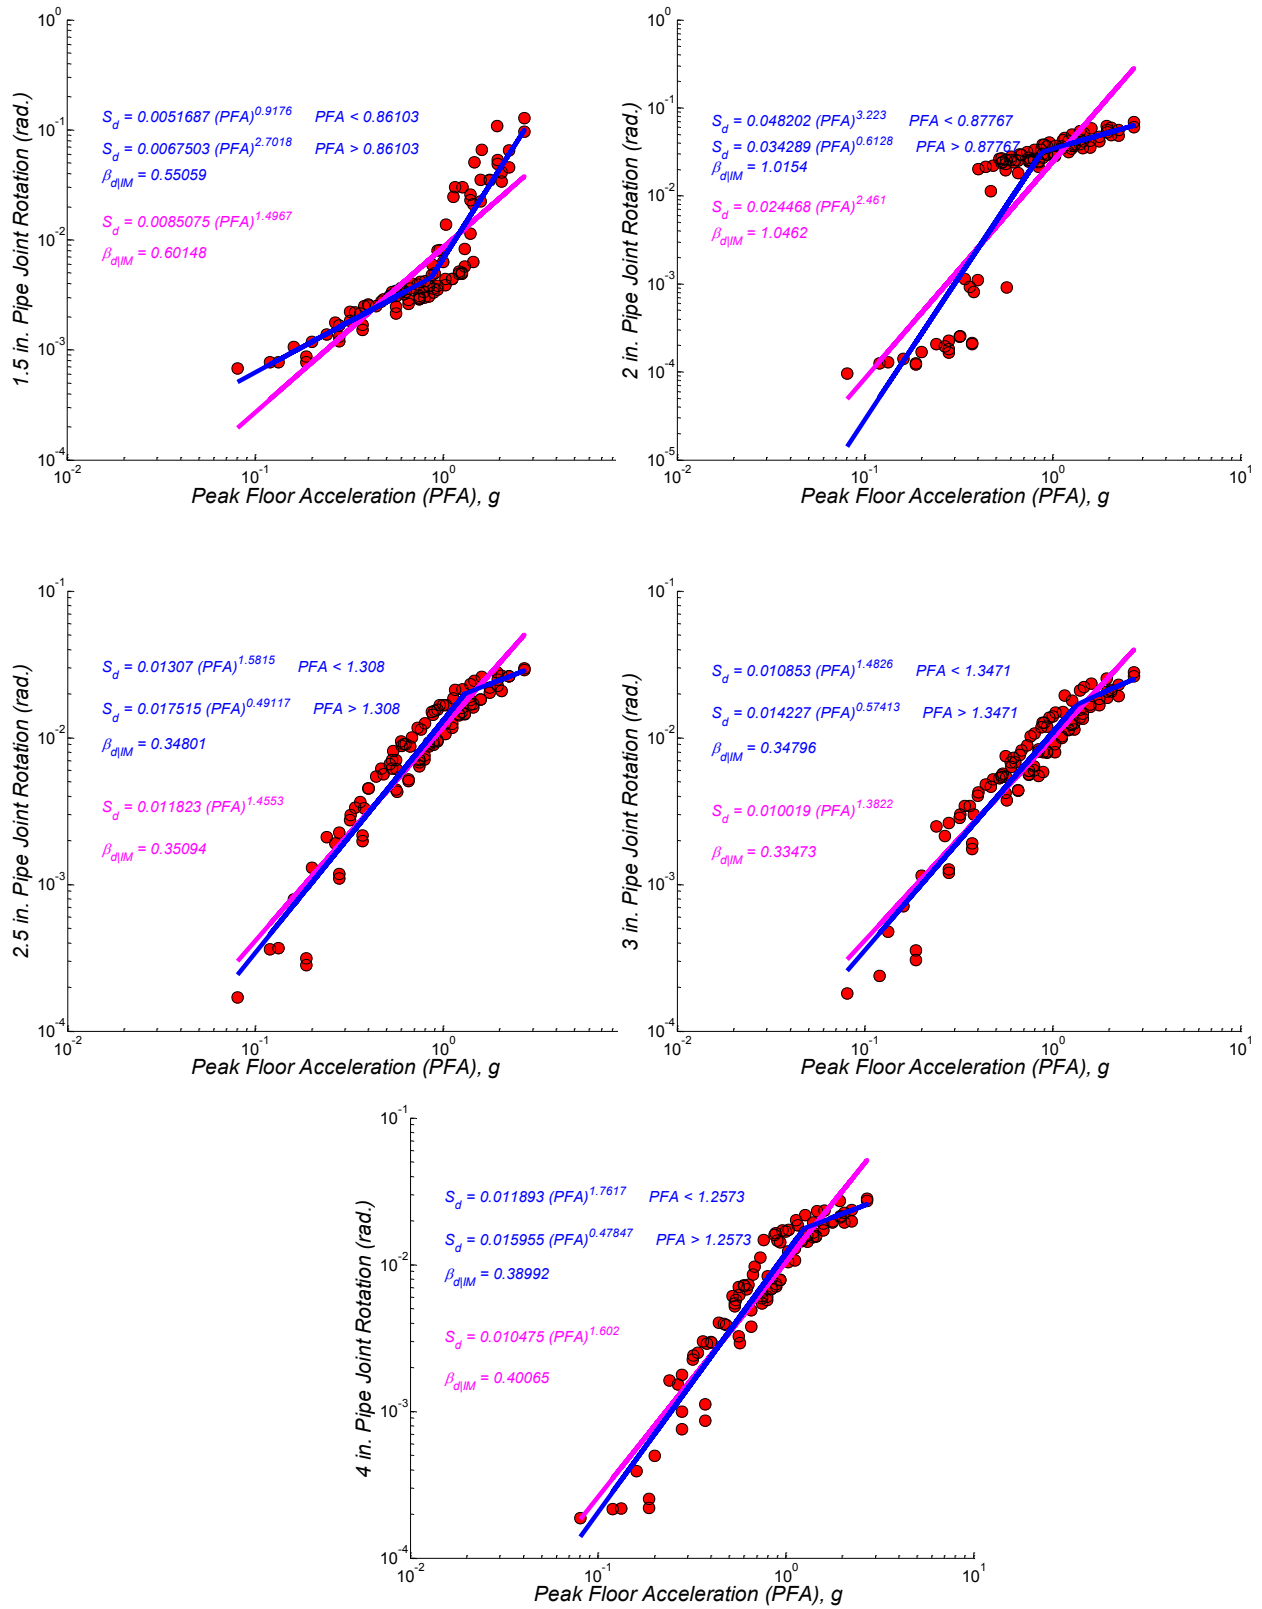 10^0
10^-1
10^-2
10^-3
10^-4
1.5 in. Pipe Joint Rotation (rad.)
S_d = 0.0051687 (PFA)^0.9176 PFA < 0.86103
S_d = 0.0067503 (PFA)^2.7018 PFA > 0.86103
β_d|IM = 0.55059
S_d = 0.0085075 (PFA)^1.4967
β_d|IM = 0.60148
10^-2 10^-1 10^0
Peak Floor Acceleration (PFA), g
10^0
10^-1
10^-2
10^-3
10^-4
10^-5
2 in. Pipe Joint Rotation (rad.)
S_d = 0.048202 (PFA)^3.223 PFA < 0.87767
S_d = 0.034289 (PFA)^0.6128 PFA > 0.87767
β_d|IM = 1.0154
S_d = 0.024468 (PFA)^2.461
β_d|IM = 1.0462
10^-2 10^-1 10^0 10^1
Peak Floor Acceleration (PFA), g
10^-1
10^-2
10^-3
10^-4
2.5 in. Pipe Joint Rotation (rad.)
S_d = 0.01307 (PFA)^1.5815 PFA < 1.308
S_d = 0.017515 (PFA)^0.49117 PFA > 1.308
β_d|IM = 0.34801
S_d = 0.011823 (PFA)^1.4553
β_d|IM = 0.35094
10^-2 10^-1 10^0
Peak Floor Acceleration (PFA), g
10^-1
10^-2
10^-3
10^-4
3 in. Pipe Joint Rotation (rad.)
S_d = 0.010853 (PFA)^1.4826 PFA < 1.3471
S_d = 0.014227 (PFA)^0.57413 PFA > 1.3471
β_d|IM = 0.34796
S_d = 0.010019 (PFA)^1.3822
β_d|IM = 0.33473
10^-2 10^-1 10^0 10^1
Peak Floor Acceleration (PFA), g
10^-1
10^-2
10^-3
10^-4
4 in. Pipe Joint Rotation (rad.)
S_d = 0.011893 (PFA)^1.7617 PFA < 1.2573
S_d = 0.015955 (PFA)^0.47847 PFA > 1.2573
β_d|IM = 0.38992
S_d = 0.010475 (PFA)^1.602
β_d|IM = 0.40065
10^-2 10^-1 10^0 10^1
Peak Floor Acceleration (PFA), g